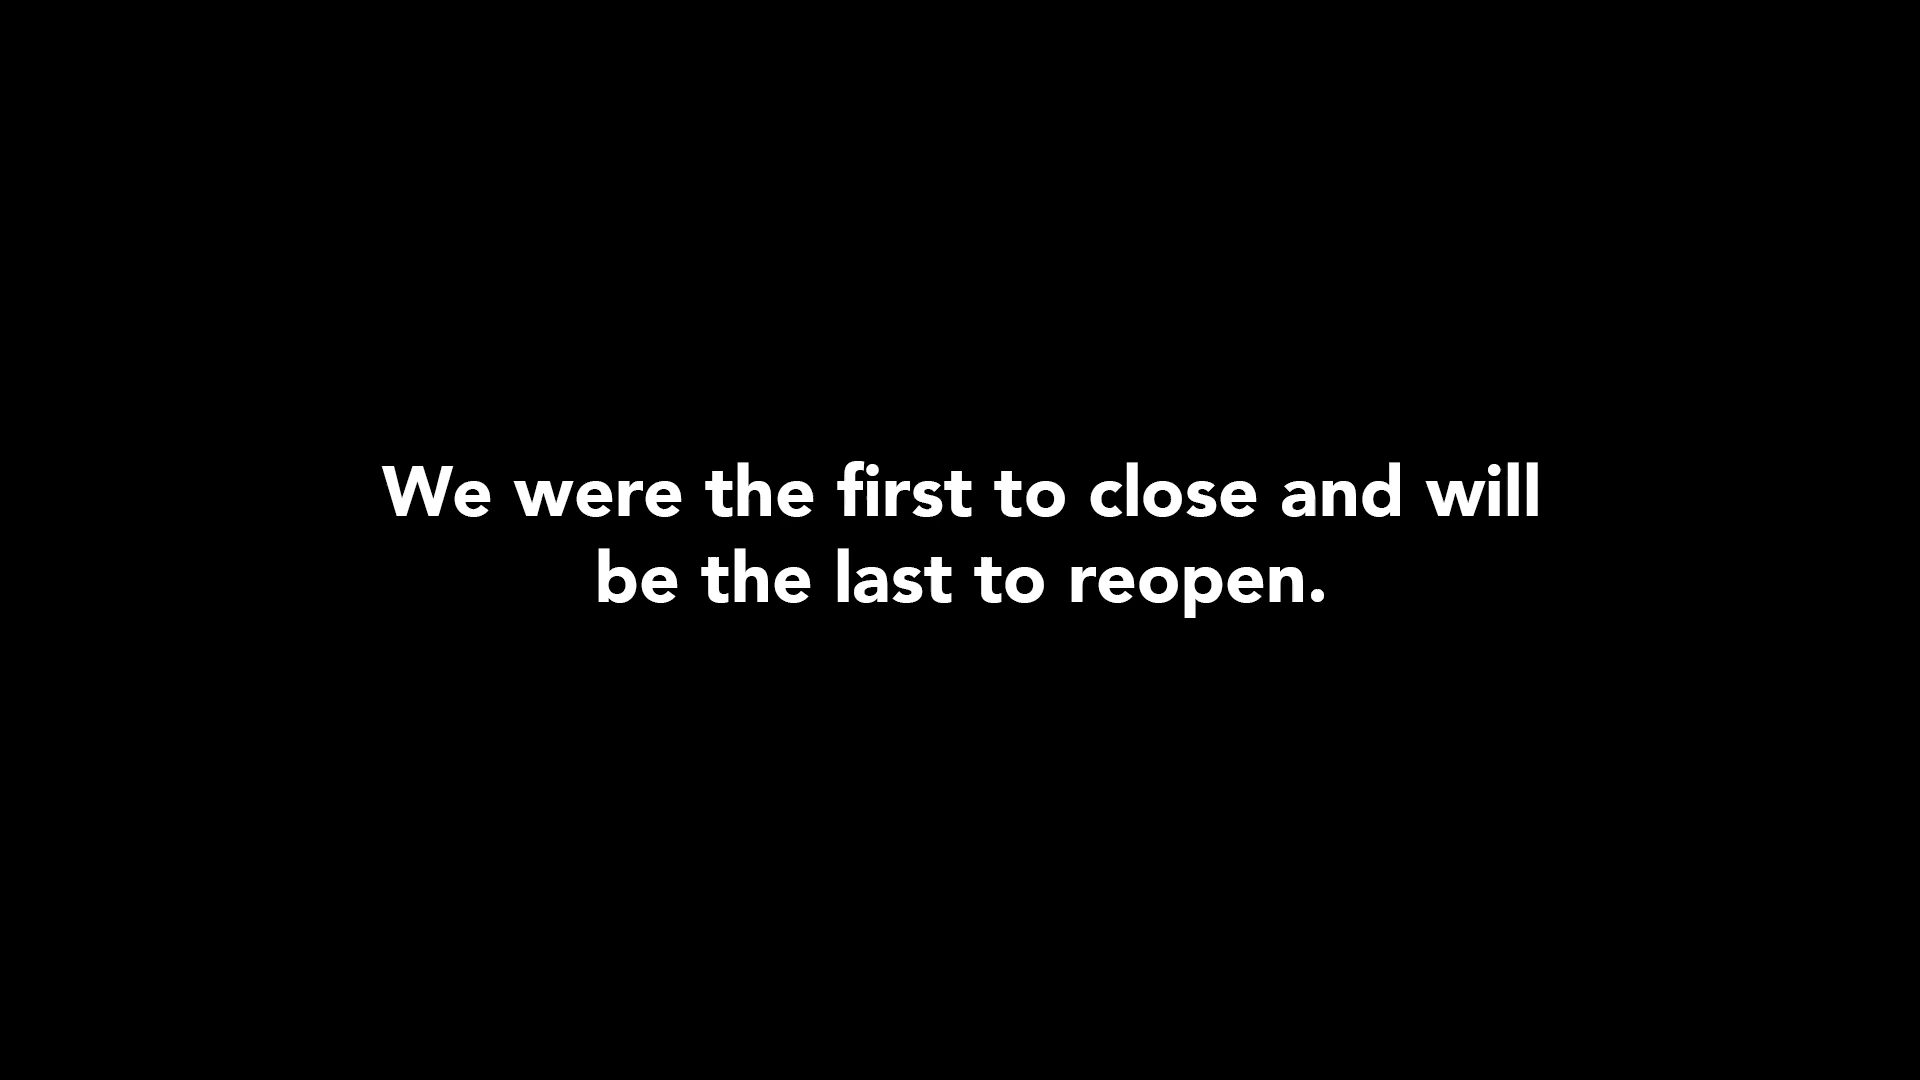 We were the first to close and will
be the last to reopen.